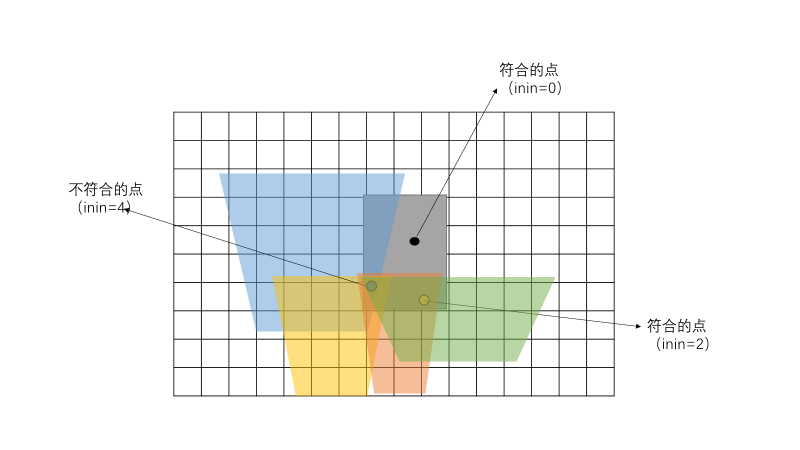 符合的点
（inin=0）
不符合的点
（inin=4）
符合的点
（inin=2）